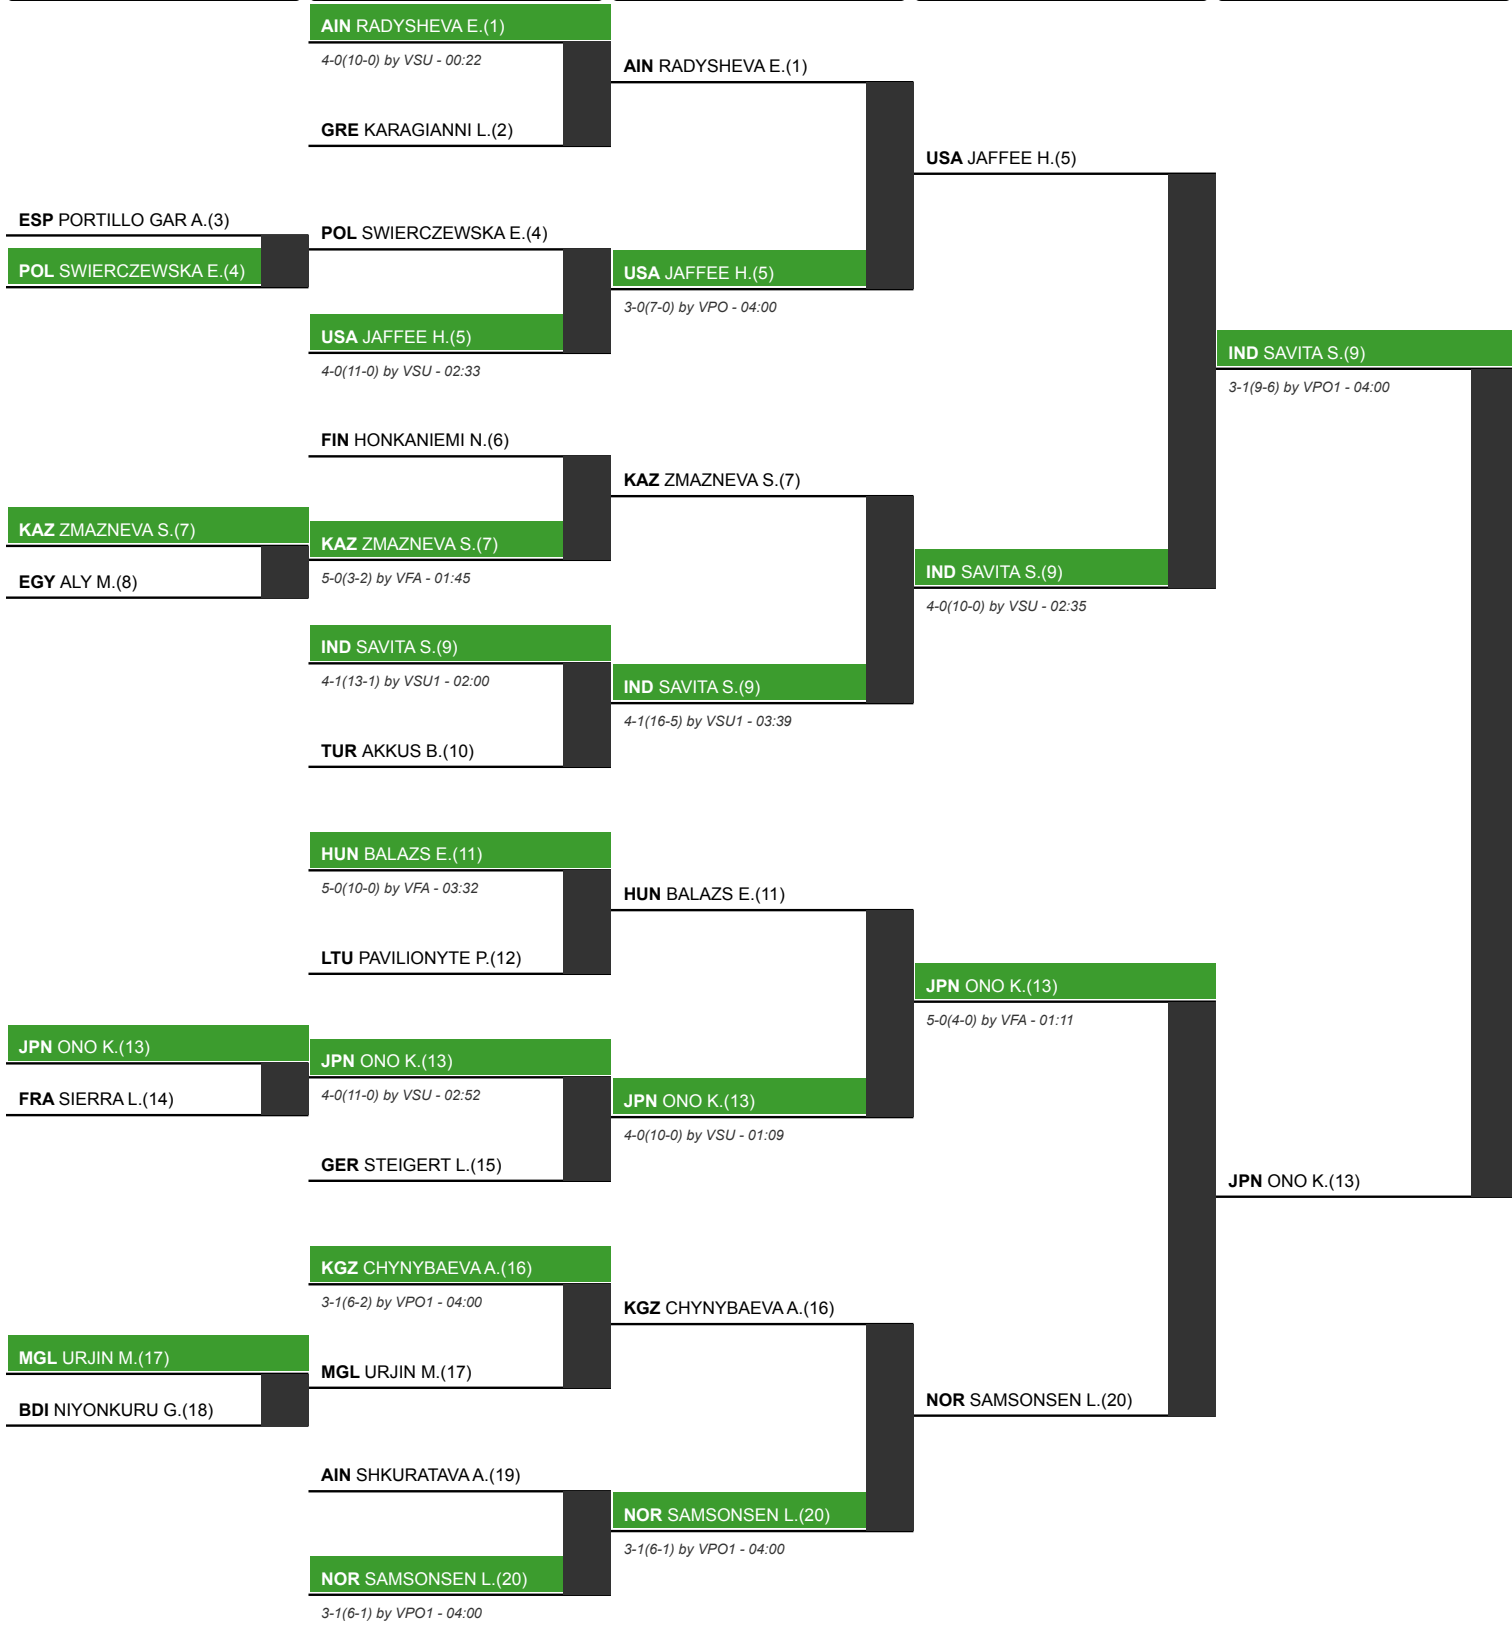 AIN RADYSHEVA E.(1)
4-0(10-0) by VSU - 00:22
AIN RADYSHEVA E.(1)
GRE KARAGIANNI L.(2)
USA JAFFEE H.(5)
ESP PORTILLO GAR A.(3)
POL SWIERCZEWSKA E.(4)
POL SWIERCZEWSKA E.(4)
USA JAFFEE H.(5)
3-0(7-0) by VPO - 04:00
USA JAFFEE H.(5)
4-0(11-0) by VSU - 02:33
IND SAVITA S.(9)
3-1(9-6) by VPO1 - 04:00
FIN HONKANIEMI N.(6)
KAZ ZMAZNEVA S.(7)
KAZ ZMAZNEVA S.(7)
KAZ ZMAZNEVA S.(7)
5-0(3-2) by VFA - 01:45
EGY ALY M.(8)
IND SAVITA S.(9)
4-0(10-0) by VSU - 02:35
IND SAVITA S.(9)
4-1(13-1) by VSU1 - 02:00
IND SAVITA S.(9)
4-1(16-5) by VSU1 - 03:39
TUR AKKUS B.(10)
HUN BALAZS E.(11)
5-0(10-0) by VFA - 03:32
HUN BALAZS E.(11)
LTU PAVILIONYTE P.(12)
JPN ONO K.(13)
5-0(4-0) by VFA - 01:11
JPN ONO K.(13)
JPN ONO K.(13)
4-0(11-0) by VSU - 02:52
FRA SIERRA L.(14)
JPN ONO K.(13)
4-0(10-0) by VSU - 01:09
GER STEIGERT L.(15)
JPN ONO K.(13)
KGZ CHYNYBAEVA A.(16)
3-1(6-2) by VPO1 - 04:00
KGZ CHYNYBAEVA A.(16)
MGL URJIN M.(17)
MGL URJIN M.(17)
BDI NIYONKURU G.(18)
NOR SAMSONSEN L.(20)
AIN SHKURATAVA A.(19)
NOR SAMSONSEN L.(20)
3-1(6-1) by VPO1 - 04:00
NOR SAMSONSEN L.(20)
3-1(6-1) by VPO1 - 04:00